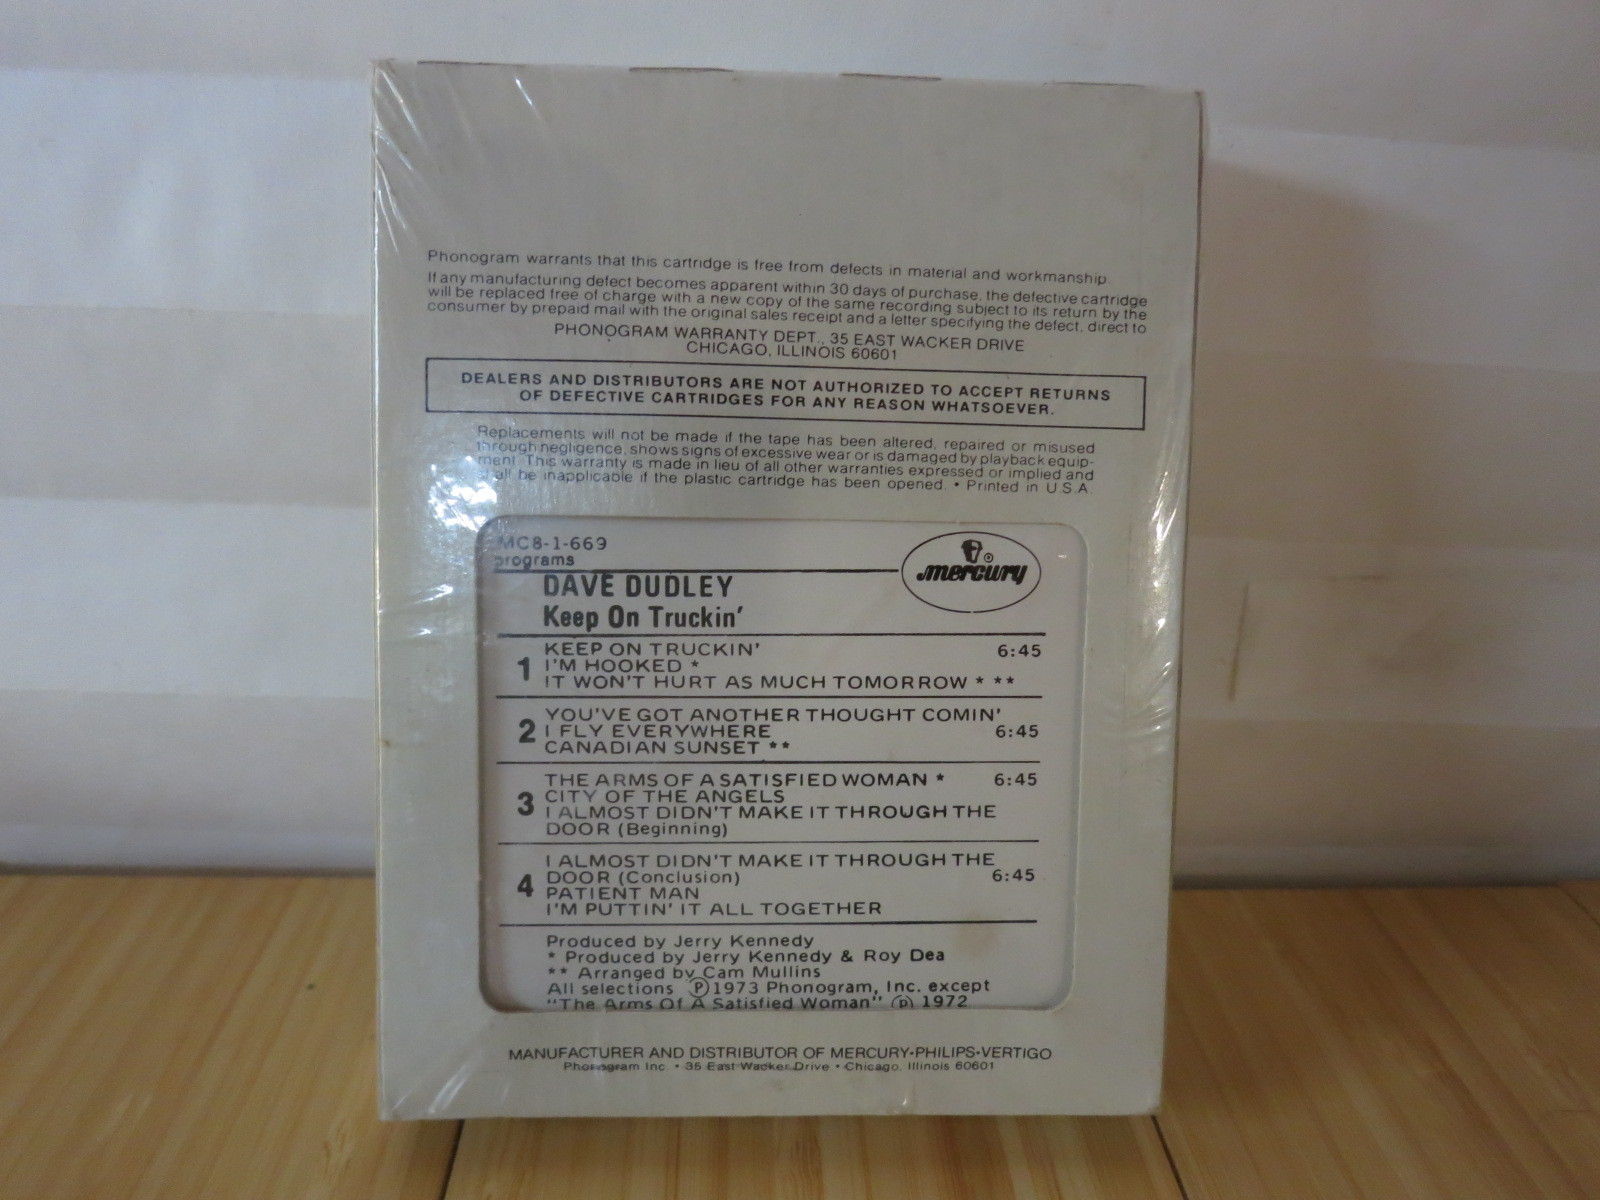 Phonogram warrants that this cartridge is free from defects in material and workmanship.
If any manufacturing defect becomes apparent within 30 days of purchase, the defective cartridge
will be replaced free of charge with a new copy of the same recording subject to its return by the
consumer by prepaid mail with the original sales receipt and a letter specifying the defect, direct to
PHONOGRAM WARRANTY DEPT., 35 EAST WACKER DRIVE
CHICAGO, ILLINOIS 60601
DEALERS AND DISTRIBUTORS ARE NOT AUTHORIZED TO ACCEPT RETURNS
OF DEFECTIVE CARTRIDGES FOR ANY REASON WHATSOEVER.
Replacements will not be made if the tape has been altered, repaired or misused
through negligence, shows signs of excessive wear or is damaged by playback equip-
ment. This warranty is made in lieu of all other warranties expressed or implied and
shall be inapplicable if the plastic cartridge has been opened. • Printed in U.S.A.
MC8-1-669
programs
mercury ®
DAVE DUDLEY
Keep On Truckin'
1 KEEP ON TRUCKIN' 6:45
I'M HOOKED *
IT WON'T HURT AS MUCH TOMORROW * **
YOU'VE GOT ANOTHER THOUGHT COMIN'
2 I FLY EVERYWHERE 6:45
CANADIAN SUNSET **
THE ARMS OF A SATISFIED WOMAN * 6:45
3 CITY OF THE ANGELS
I ALMOST DIDN'T MAKE IT THROUGH THE
DOOR (Beginning)
I ALMOST DIDN'T MAKE IT THROUGH THE
4 DOOR (Conclusion) 6:45
PATIENT MAN
I'M PUTTIN' IT ALL TOGETHER
Produced by Jerry Kennedy
* Produced by Jerry Kennedy & Roy Dea
** Arranged by Cam Mullins
All selections Ⓟ1973 Phonogram, Inc. except
"The Arms Of A Satisfied Woman" ⓟ 1972
MANUFACTURER AND DISTRIBUTOR OF MERCURY•PHILIPS•VERTIGO
Phonogram Inc. • 35 East Wacker Drive • Chicago, Illinois 60601